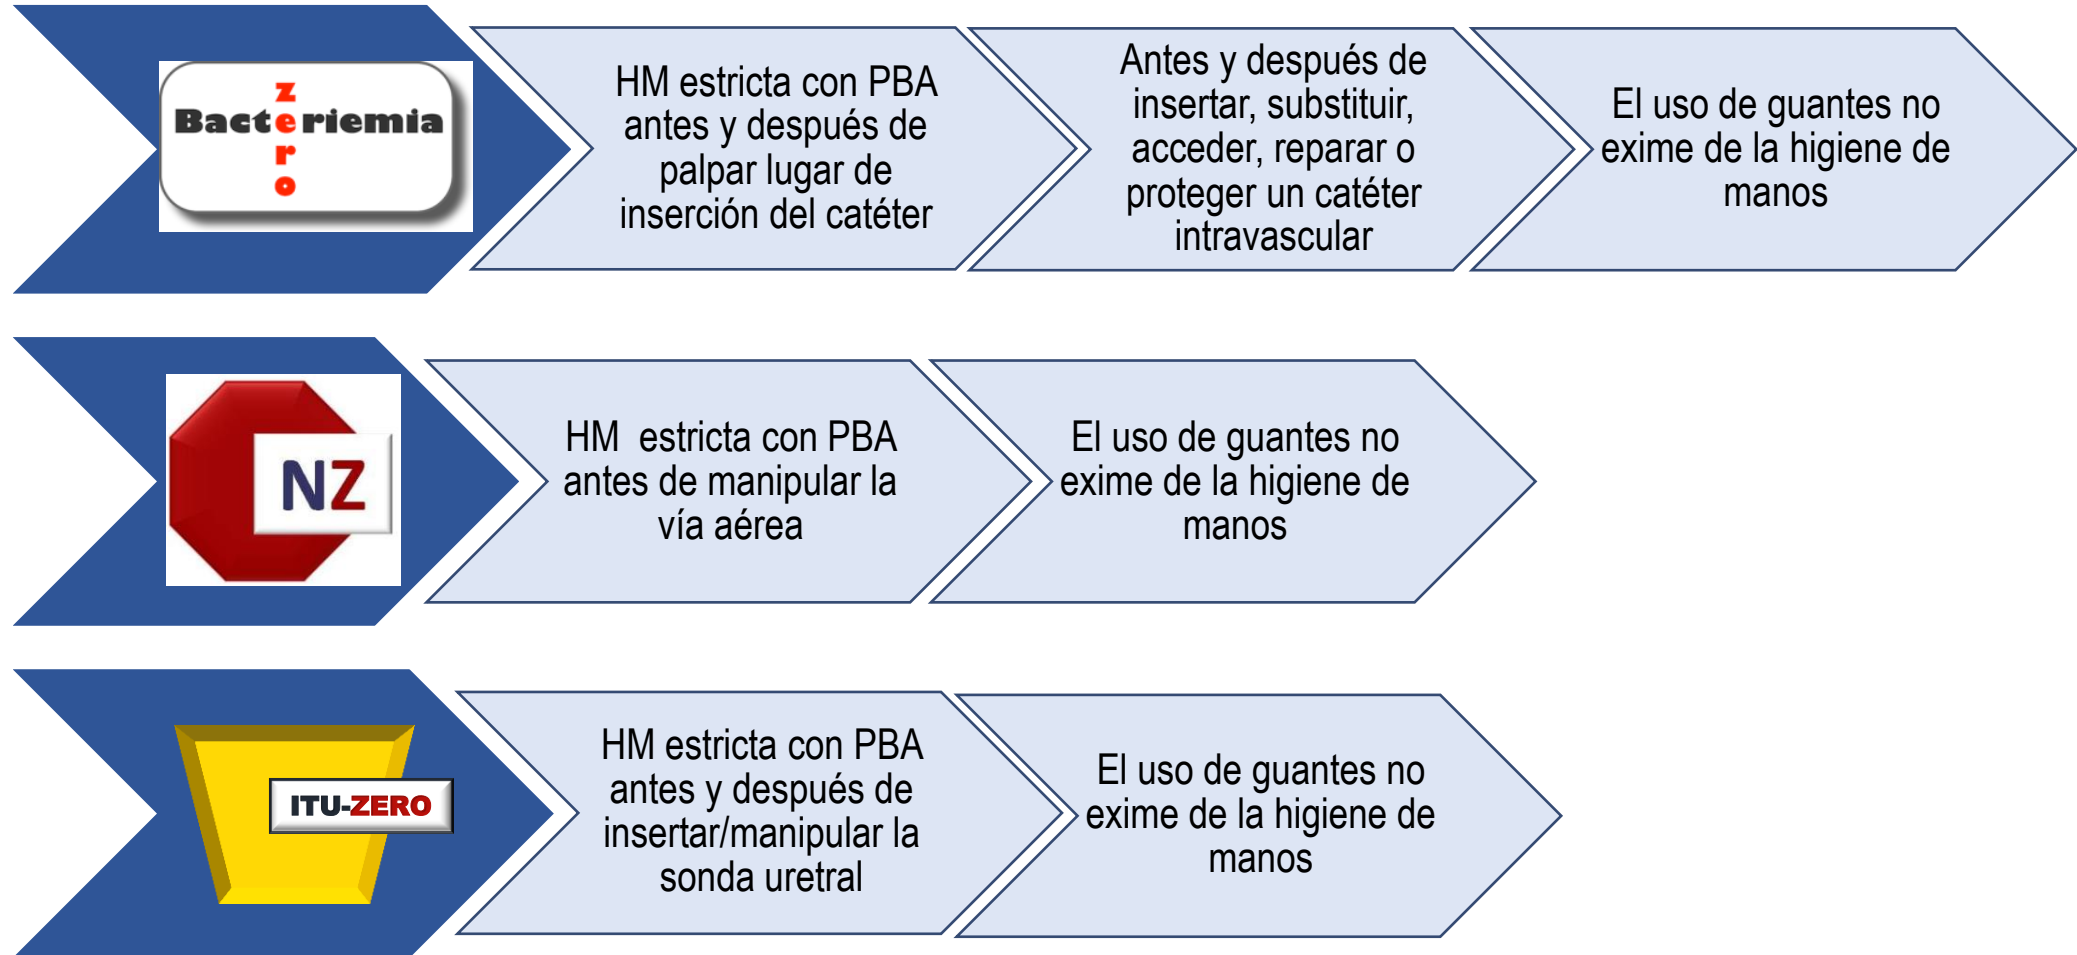 Bacteriemia
zero
HM estricta con PBA
antes y después de
palpar lugar de
inserción del catéter
Antes y después de
insertar, substituir,
acceder, reparar o
proteger un catéter
intravascular
El uso de guantes no
exime de la higiene de
manos
NZ
HM estricta con PBA
antes de manipular la
vía aérea
El uso de guantes no
exime de la higiene de
manos
ITU-ZERO
HM estricta con PBA
antes y después de
insertar/manipular la
sonda uretral
El uso de guantes no
exime de la higiene de
manos